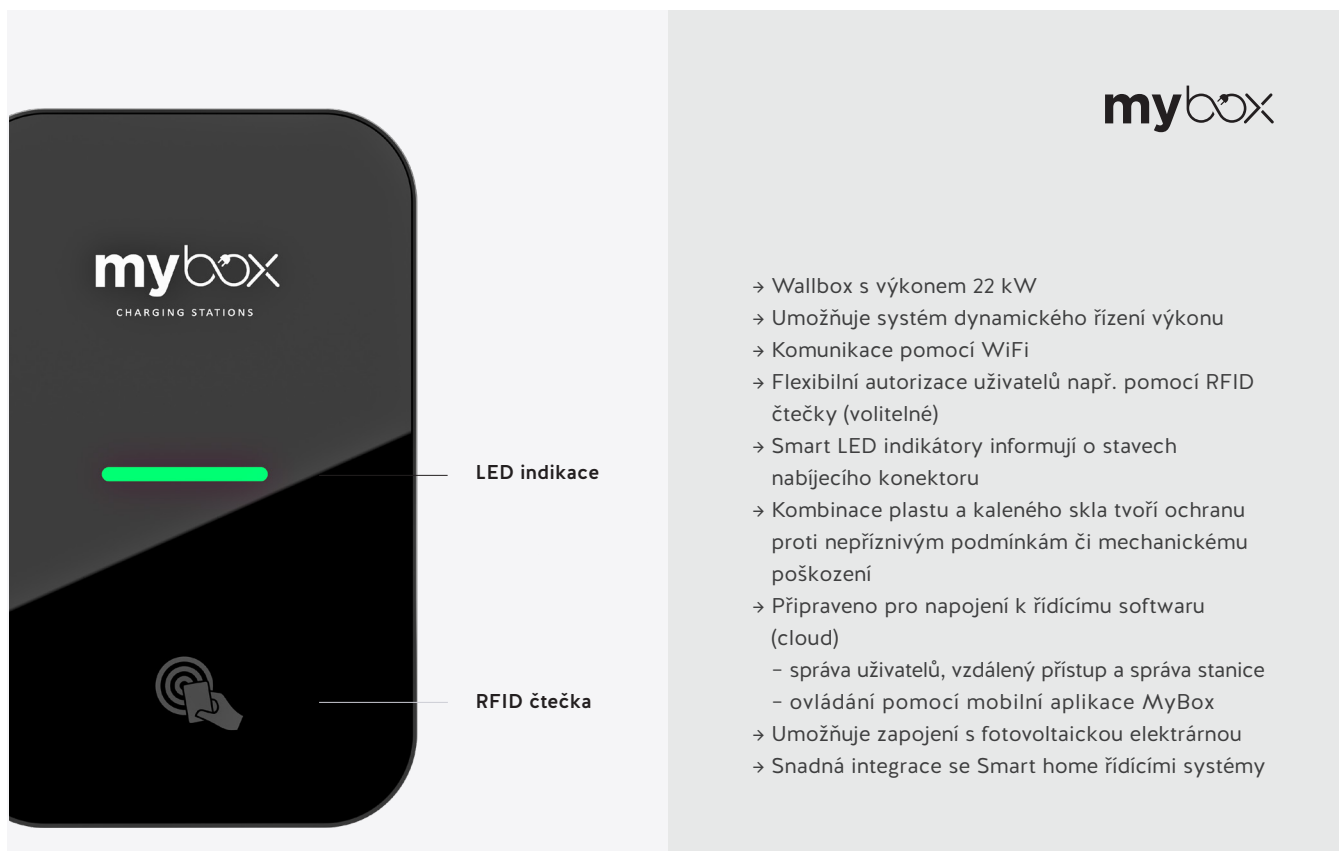 mybox
CHARGING STATIONS
LED indikace
RFID čtečka
mybox
→ Wallbox s výkonem 22 kW
→ Umožňuje systém dynamického řízení výkonu
→ Komunikace pomocí WiFi
→ Flexibilní autorizace uživatelů např. pomocí RFID
čtečky (volitelné)
→ Smart LED indikátory informují o stavech
nabíjecího konektoru
→ Kombinace plastu a kaleného skla tvoří ochranu
proti nepříznivým podmínkám či mechanickému
poškození
→ Připraveno pro napojení k řídícímu softwaru
(cloud)
– správa uživatelů, vzdálený přístup a správa stanice
– ovládání pomocí mobilní aplikace MyBox
→ Umožňuje zapojení s fotovoltaickou elektrárnou
→ Snadná integrace se Smart home řídícími systémy